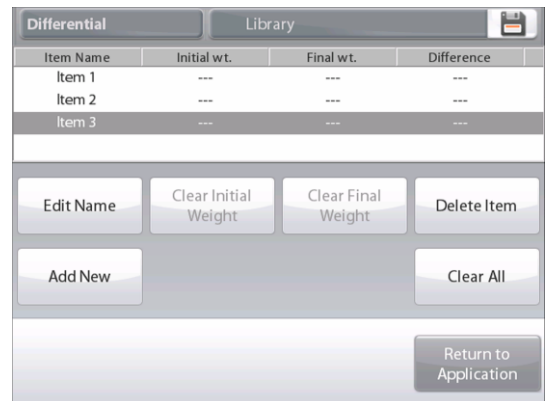 Differential Library
Item Name Initial wt. Final wt. Difference
Item 1 --- --- ---
Item 2 --- --- ---
Item 3 --- --- ---
Edit Name Clear Initial Weight Clear Final Weight Delete Item
Add New Clear All
Return to
Application